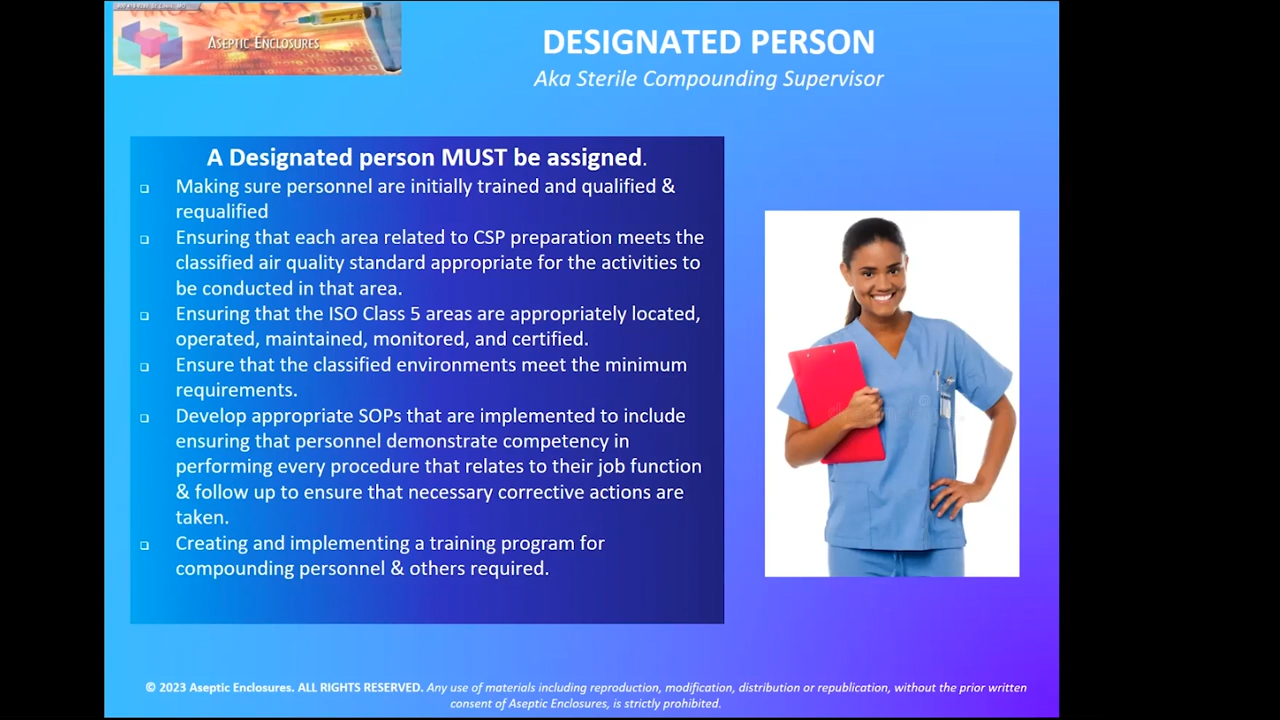 ASEPTIC ENCLOSURES
DESIGNATED PERSON
Aka Sterile Compounding Supervisor
A Designated person MUST be assigned.
Making sure personnel are initially trained and qualified &
requalified
Ensuring that each area related to CSP preparation meets the
classified air quality standard appropriate for the activities to
be conducted in that area.
Ensuring that the ISO Class 5 areas are appropriately located,
operated, maintained, monitored, and certified.
Ensure that the classified environments meet the minimum
requirements.
Develop appropriate SOPs that are implemented to include
ensuring that personnel demonstrate competency in
performing every procedure that relates to their job function
& follow up to ensure that necessary corrective actions are
taken.
Creating and implementing a training program for
compounding personnel & others required.
© 2023 Aseptic Enclosures. ALL RIGHTS RESERVED. Any use of materials including reproduction, modification, distribution or republication, without the prior written
consent of Aseptic Enclosures, is strictly prohibited.